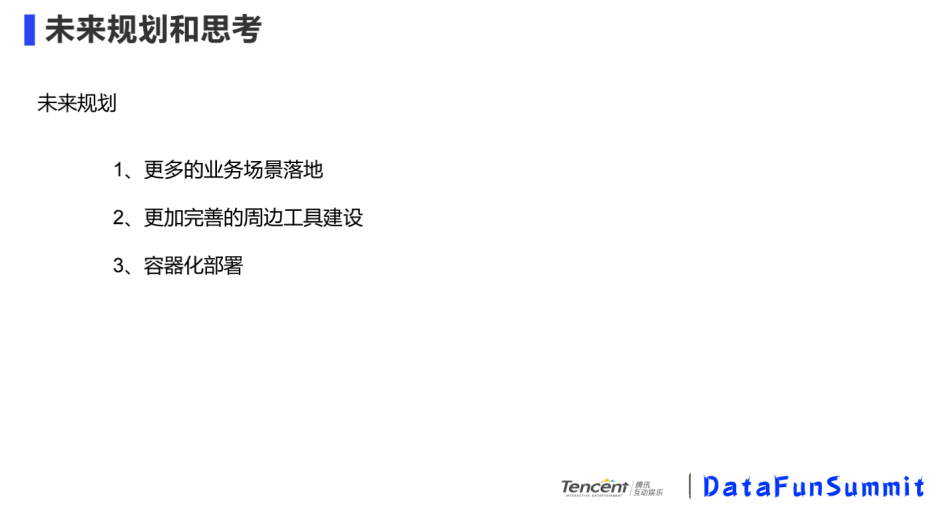 未来规划和思考
未来规划
1、更多的业务场景落地
2、更加完善的周边工具建设
3、容器化部署
Tencent 腾讯
INTERACTIVE ENTERTAINMENT 互动娱乐
DataFunSummit